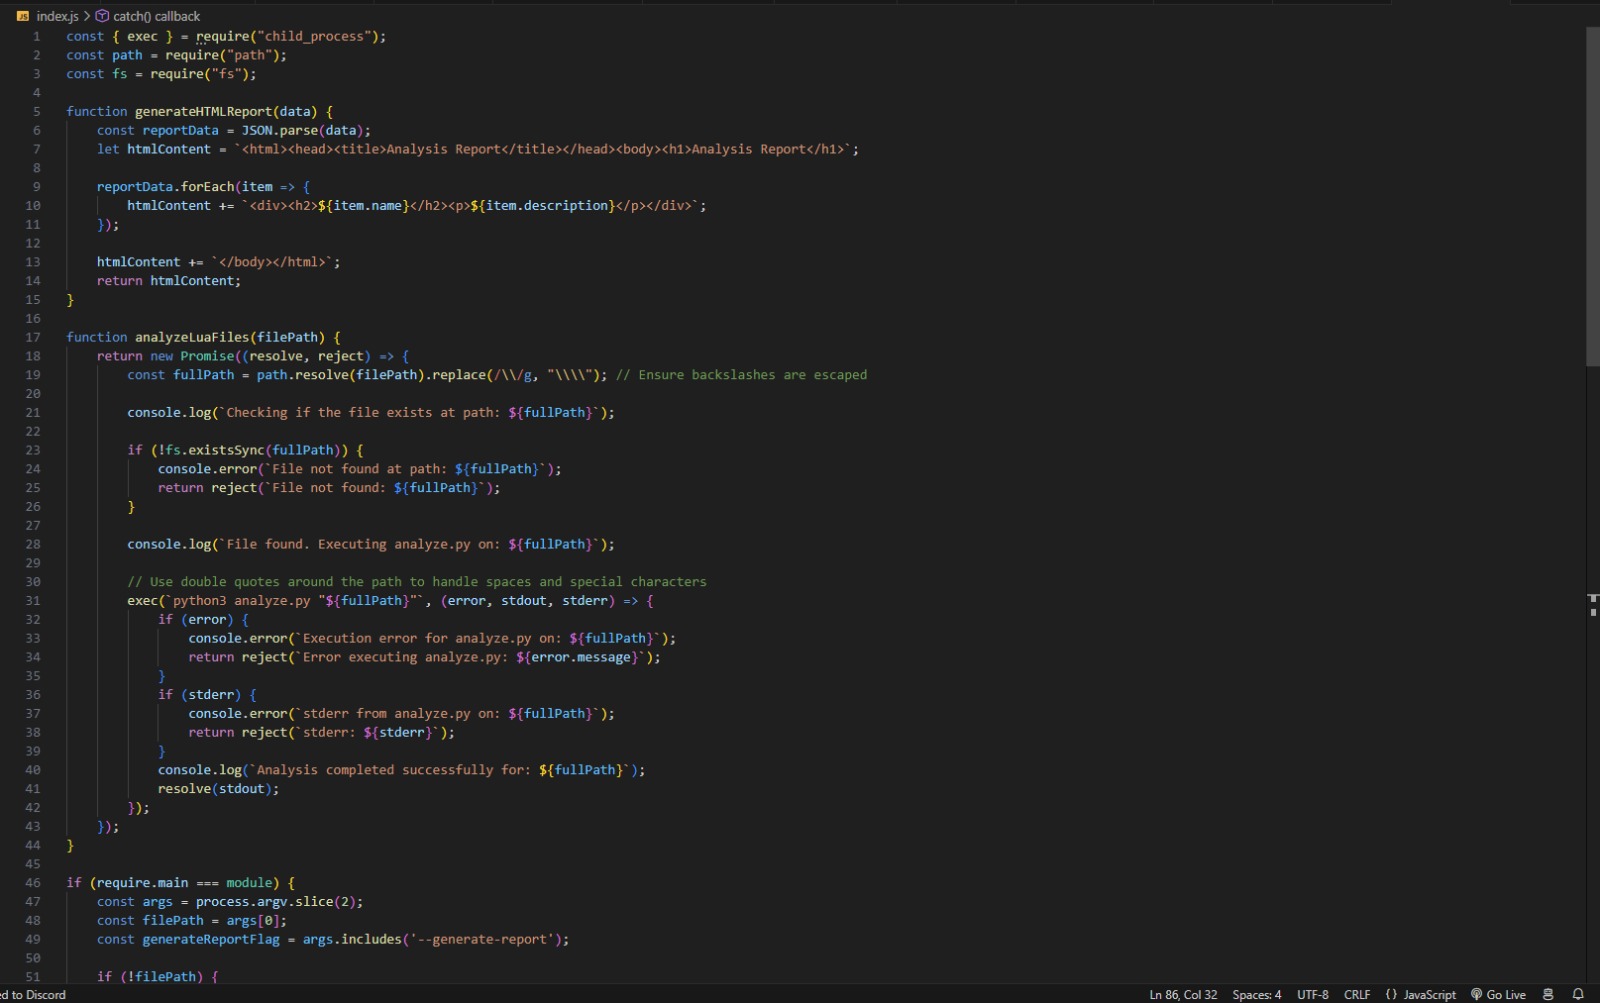 JS index.js > catch() callback
1 const { exec } = require("child_process");
2 const path = require("path");
3 const fs = require("fs");
4
5 function generateHTMLReport(data) {
6     const reportData = JSON.parse(data);
7     let htmlContent = `<html><head><title>Analysis Report</title></head><body><h1>Analysis Report</h1>`;
8
9     reportData.forEach(item => {
10         htmlContent += `<div><h2>${item.name}</h2><p>${item.description}</p></div>`;
11     });
12
13     htmlContent += `</body></html>`;
14     return htmlContent;
15 }
16
17 function analyzeLuaFiles(filePath) {
18     return new Promise((resolve, reject) => {
19         const fullPath = path.resolve(filePath).replace(/\\/g, "\\\\"); // Ensure backslashes are escaped
20
21         console.log(`Checking if the file exists at path: ${fullPath}`);
22
23         if (!fs.existsSync(fullPath)) {
24             console.error(`File not found at path: ${fullPath}`);
25             return reject(`File not found: ${fullPath}`);
26         }
27
28         console.log(`File found. Executing analyze.py on: ${fullPath}`);
29
30         // Use double quotes around the path to handle spaces and special characters
31         exec(`python3 analyze.py "${fullPath}"`, (error, stdout, stderr) => {
32             if (error) {
33                 console.error(`Execution error for analyze.py on: ${fullPath}`);
34                 return reject(`Error executing analyze.py: ${error.message}`);
35             }
36             if (stderr) {
37                 console.error(`stderr from analyze.py on: ${fullPath}`);
38                 return reject(`stderr: ${stderr}`);
39             }
40             console.log(`Analysis completed successfully for: ${fullPath}`);
41             resolve(stdout);
42         });
43     });
44 }
45
46 if (require.main === module) {
47     const args = process.argv.slice(2);
48     const filePath = args[0];
49     const generateReportFlag = args.includes('--generate-report');
50
51     if (!filePath) {
ed to Discord Ln 86, Col 32 Spaces: 4 UTF-8 CRLF {} JavaScript Go Live